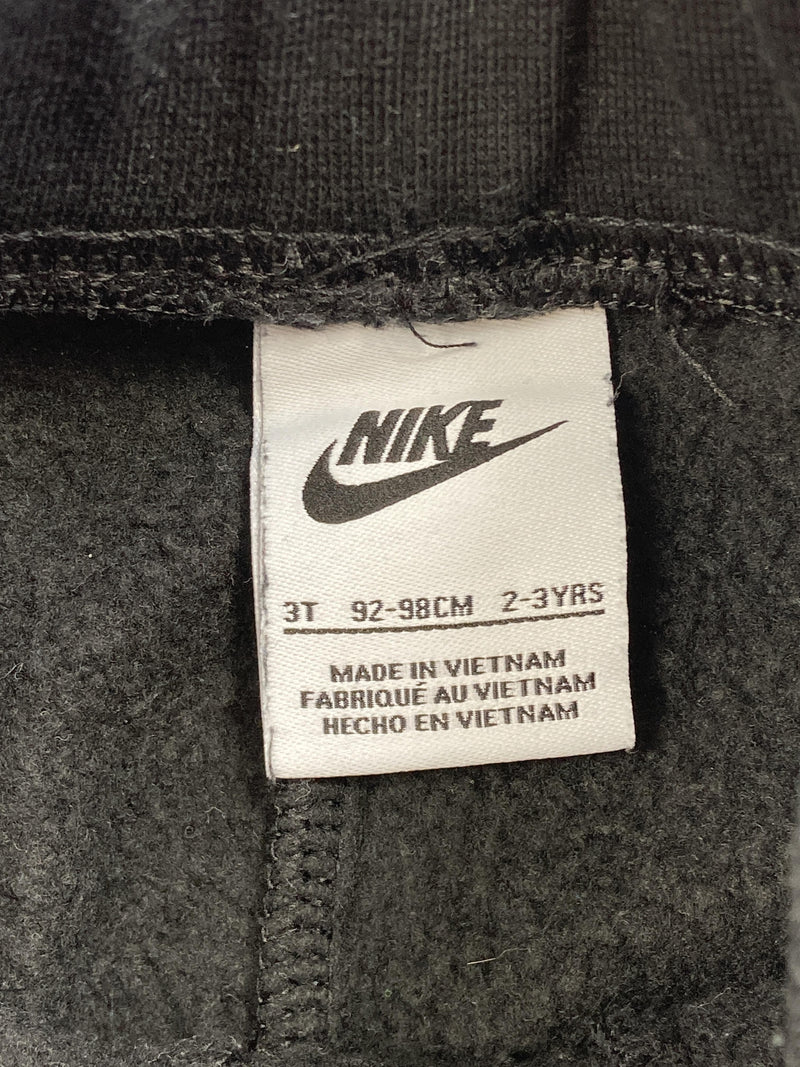 NIKE
3T 92-98CM 2-3YRS
MADE IN VIETNAM
FABRIQUÉ AU VIETNAM
HECHO EN VIETNAM